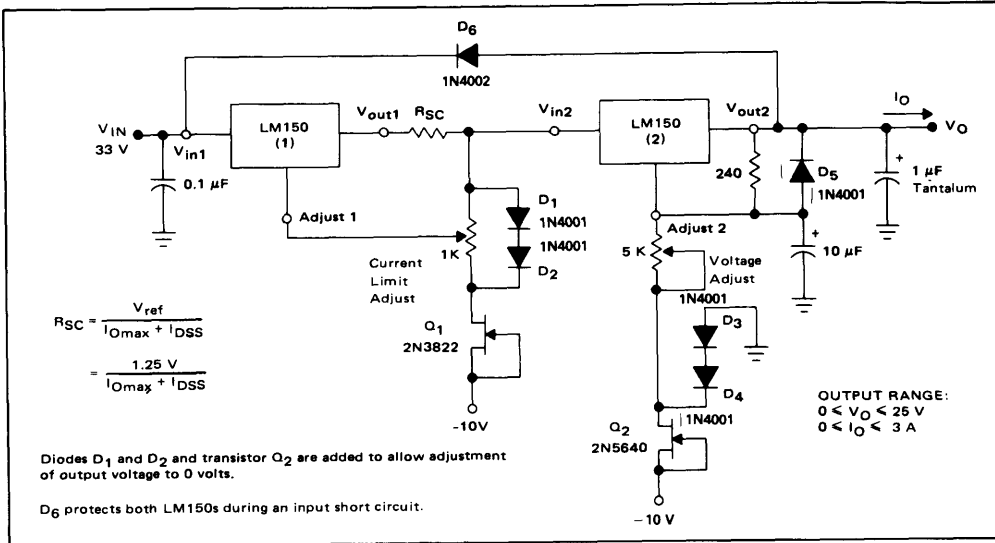 D6
1N4002
VIN
33 V
Vin1
0.1 μF
LM150
(1)
Adjust 1
Vout1
RSC
Vin2
LM150
(2)
Vout2
IO
VO
240
D5
1N4001
1 μF
Tantalum
+
Adjust 2
+
10 μF
D1
1N4001
1N4001
D2
1K
Current
Limit
Adjust
5 K
Voltage
Adjust
1N4001
D3
D4
1N4001
Q1
2N3822
-10V
Q2
2N5640
-10 V
RSC = Vref / IOmax + IDSS
= 1.25 V / IOmax + IDSS
OUTPUT RANGE:
0 ⩽ VO ⩽ 25 V
0 ⩽ IO ⩽ 3 A
Diodes D1 and D2 and transistor Q2 are added to allow adjustment
of output voltage to 0 volts.
D6 protects both LM150s during an input short circuit.